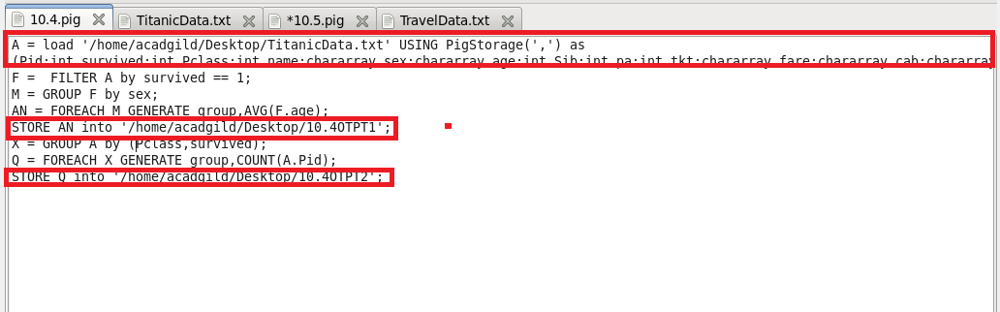 10.4.pig TitanicData.txt *10.5.pig TravelData.txt
A = load '/home/acadgild/Desktop/TitanicData.txt' USING PigStorage(',') as
(Pid:int,survived:int,Pclass:int,name:chararray,sex:chararray,age:int,Sib:int,pa:int,tkt:chararray,fare:chararray,cab:chararray
F =  FILTER A by survived == 1;
M = GROUP F by sex;
AN = FOREACH M GENERATE group,AVG(F.age);
STORE AN into '/home/acadgild/Desktop/10.4OTPT1';
X = GROUP A by (Pclass,survived);
Q = FOREACH X GENERATE group,COUNT(A.Pid);
STORE Q into '/home/acadgild/Desktop/10.4OTPT2';